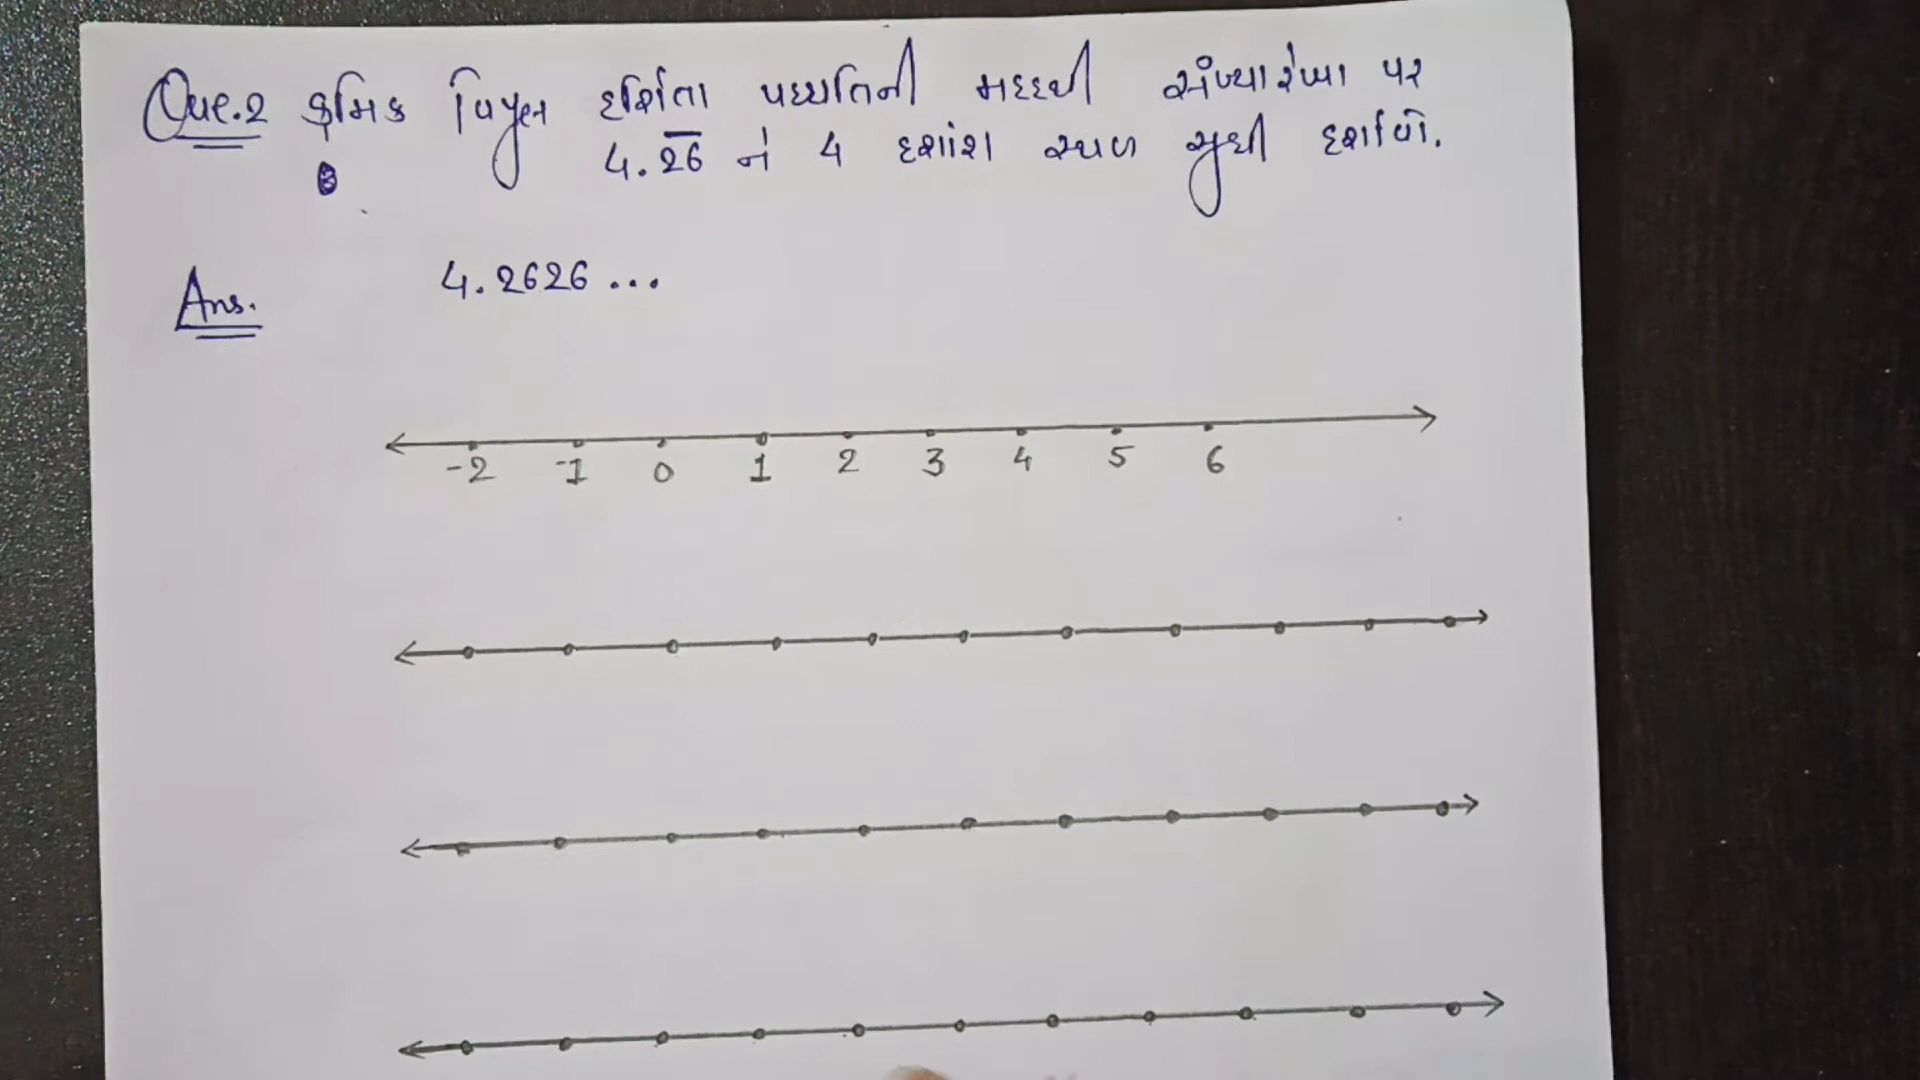 Que.2 ક્રમિક વિપુલ દર્શિતા પધ્ધતિની મદદથી સંખ્યારેખા પર
4.2̅6̅ ને 4 દશાંશ સ્થળ સુધી દર્શાવો.
Ans. 4.2626...
-2 -1 0 1 2 3 4 5 6